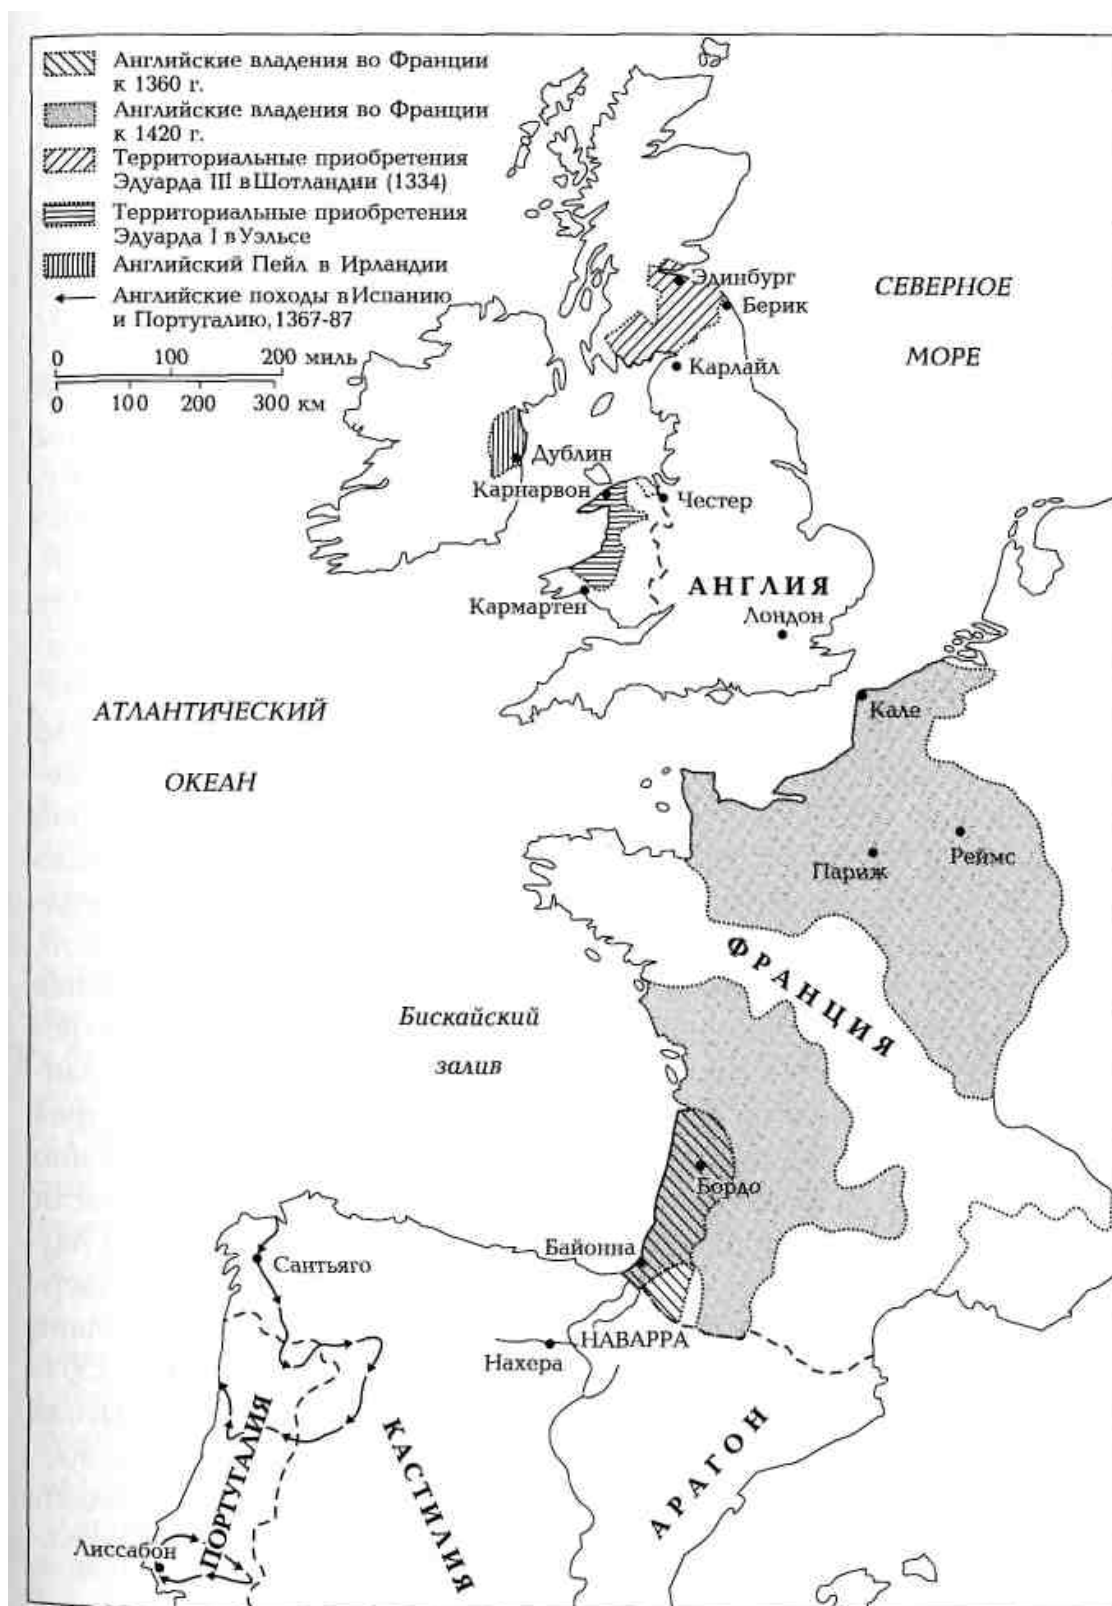 Английские владения во Франции
к 1360 г.
Английские владения во Франции
к 1420 г.
Территориальные приобретения
Эдуарда III в Шотландии (1334)
Территориальные приобретения
Эдуарда I в Уэльсе
Английский Пейл в Ирландии
Английские походы в Испанию
и Португалию, 1367-87
0 100 200 миль
0 100 200 300 км
Эдинбург
Берик
СЕВЕРНОЕ
МОРЕ
Карлайл
Дублин
Карнарвон
Честер
АНГЛИЯ
Кармартен
Лондон
АТЛАНТИЧЕСКИЙ
ОКЕАН
Кале
Реймс
Париж
ФРАНЦИЯ
Бискайский
залив
Бордо
Байонна
Сантьяго
НАВАРРА
Нахера
ПОРТУГАЛИЯ
КАСТИЛИЯ
АРАГОН
Лиссабон